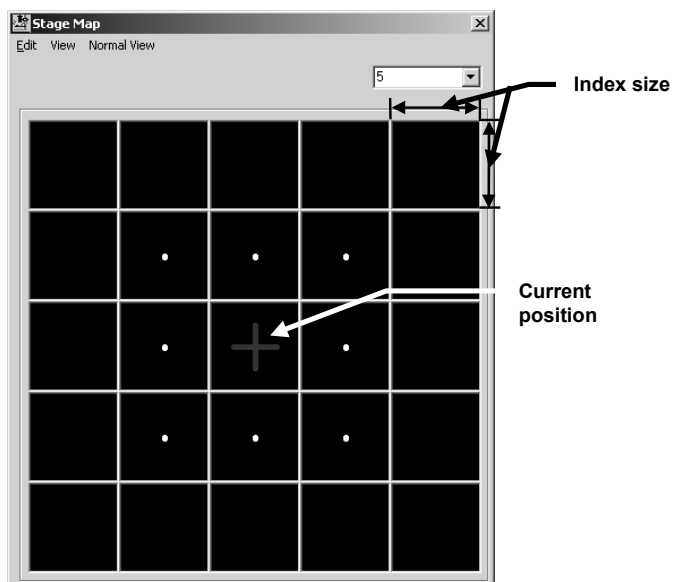 Stage Map
Edit View Normal View
5
Index size
Current
position